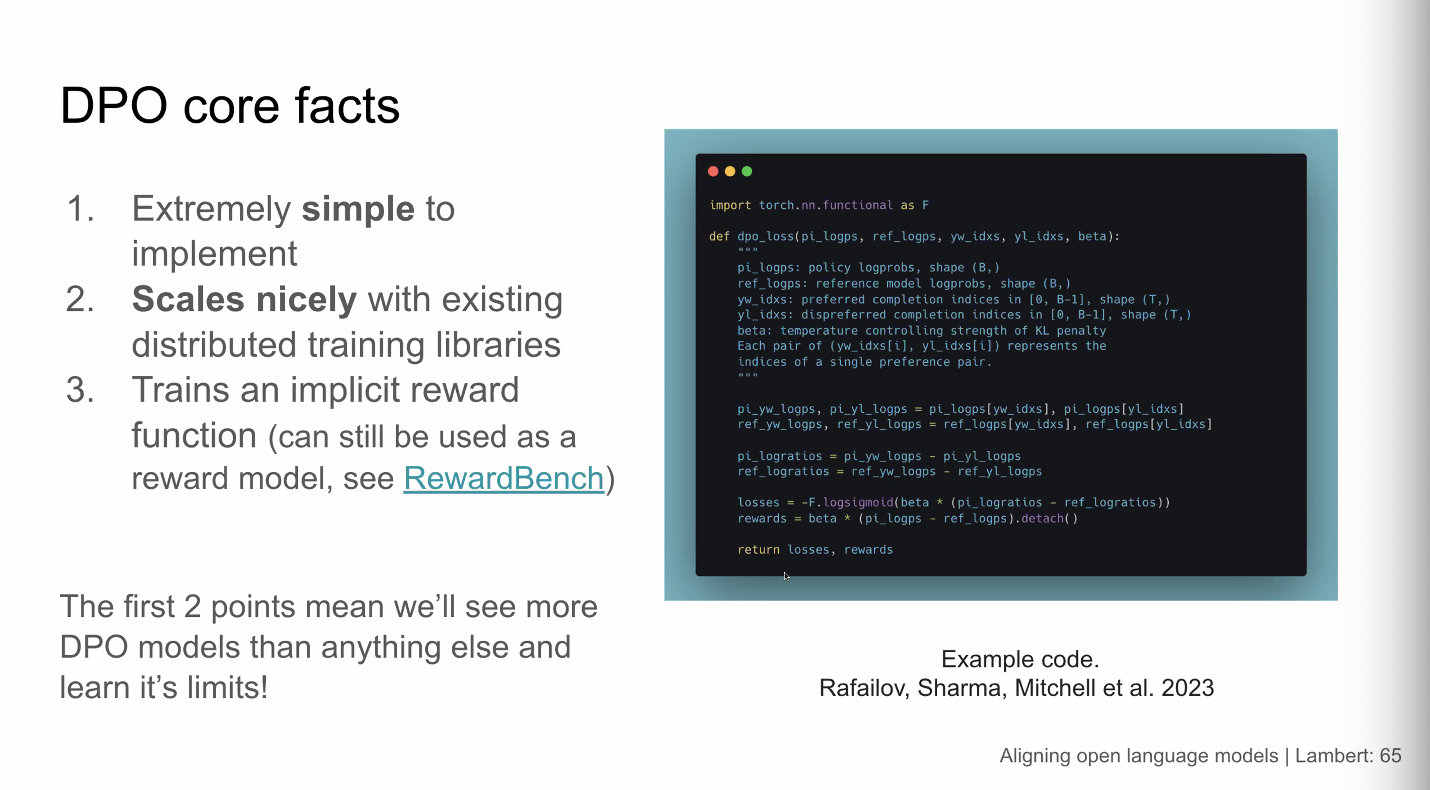 DPO core facts
1. Extremely simple to
implement
2. Scales nicely with existing
distributed training libraries
3. Trains an implicit reward
function (can still be used as a
reward model, see RewardBench)
The first 2 points mean we’ll see more
DPO models than anything else and
learn it’s limits!
import torch.nn.functional as F
def dpo_loss(pi_logps, ref_logps, yw_idxs, yl_idxs, beta):
"""
pi_logps: policy logprobs, shape (B,)
ref_logps: reference model logprobs, shape (B,)
yw_idxs: preferred completion indices in [0, B-1], shape (T,)
yl_idxs: dispreferred completion indices in [0, B-1], shape (T,)
beta: temperature controlling strength of KL penalty
Each pair of (yw_idxs[i], yl_idxs[i]) represents the
indices of a single preference pair.
"""
pi_yw_logps, pi_yl_logps = pi_logps[yw_idxs], pi_logps[yl_idxs]
ref_yw_logps, ref_yl_logps = ref_logps[yw_idxs], ref_logps[yl_idxs]
pi_logratios = pi_yw_logps - pi_yl_logps
ref_logratios = ref_yw_logps - ref_yl_logps
losses = -F.logsigmoid(beta * (pi_logratios - ref_logratios))
rewards = beta * (pi_logps - ref_logps).detach()
return losses, rewards
Example code.
Rafailov, Sharma, Mitchell et al. 2023
Aligning open language models | Lambert: 65